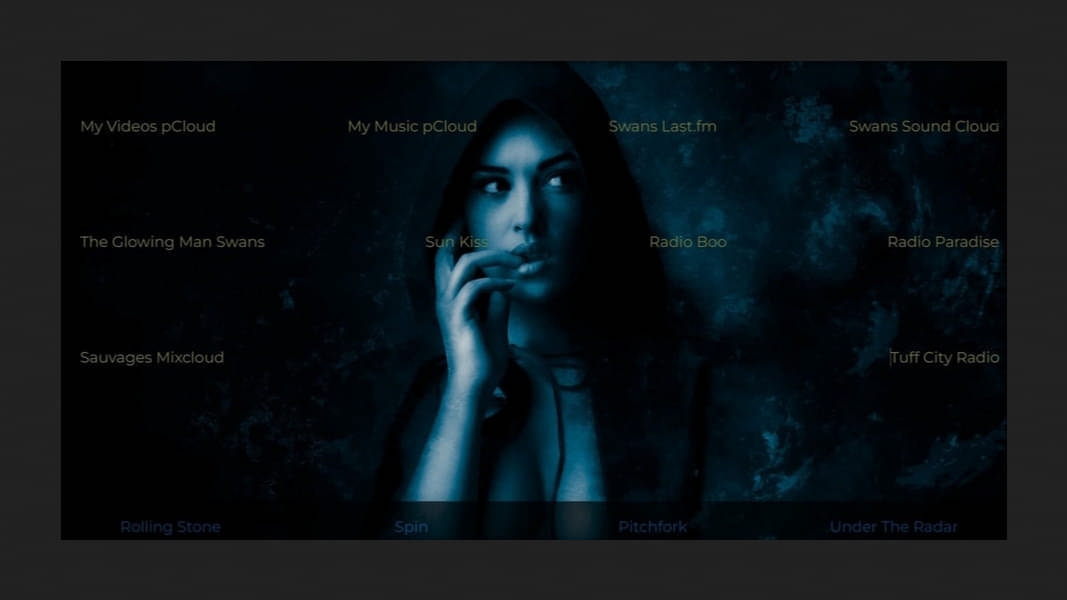 My Videos pCloud My Music pCloud Swans Last.fm Swans Sound Cloud
The Glowing Man Swans Sun Kiss Radio Boo Radio Paradise
Sauvages Mixcloud Tuff City Radio
Rolling Stone Spin Pitchfork Under The Radar